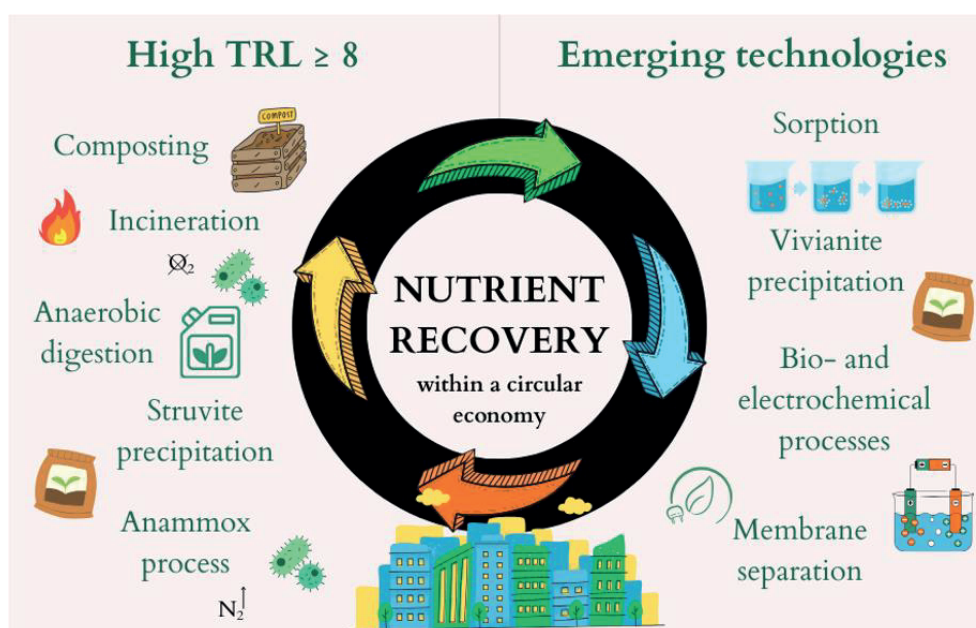 High TRL ≥ 8
COMPOST
Composting
Incineration
O₂
Anaerobic
digestion
Struvite
precipitation
Anammox
process
N₂↑
NUTRIENT
RECOVERY
within a circular
economy
Emerging technologies
Sorption
Vivianite
precipitation
Bio- and
electrochemical
processes
Membrane
separation